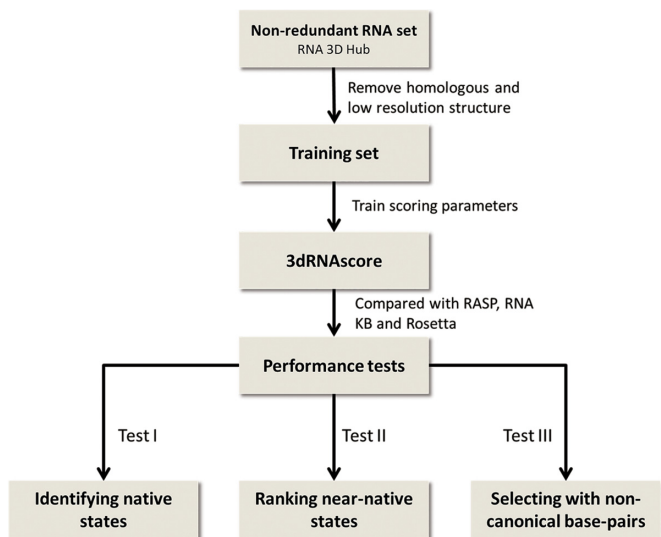 Non-redundant RNA set
RNA 3D Hub
Remove homologous and
low resolution structure
Training set
Train scoring parameters
3dRNAscore
Compared with RASP, RNA
KB and Rosetta
Performance tests
Test I
Test II
Test III
Identifying native
states
Ranking near-native
states
Selecting with non-
canonical base-pairs